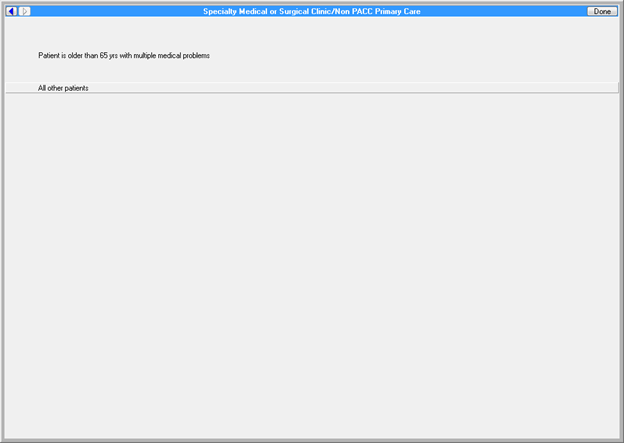 Specialty Medical or Surgical Clinic/Non PACC Primary Care
Done
Patient is older than 65 yrs with multiple medical problems
All other patients